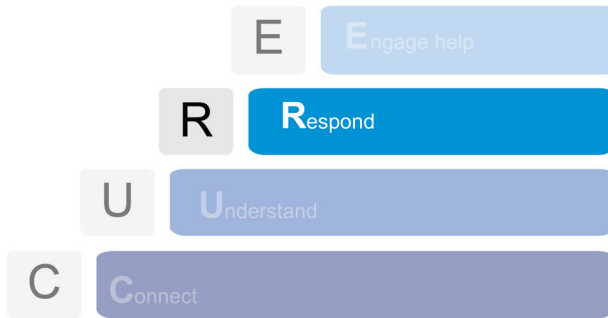 E Engage help
R Respond
U Understand
C Connect